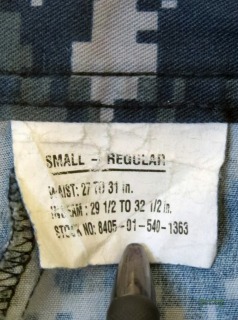 SMALL - REGULAR
WAIST: 27 TO 31 in.
INSEAM : 29 1/2 TO 32 1/2 in.
STOCK NO: 8405-01-540-1363